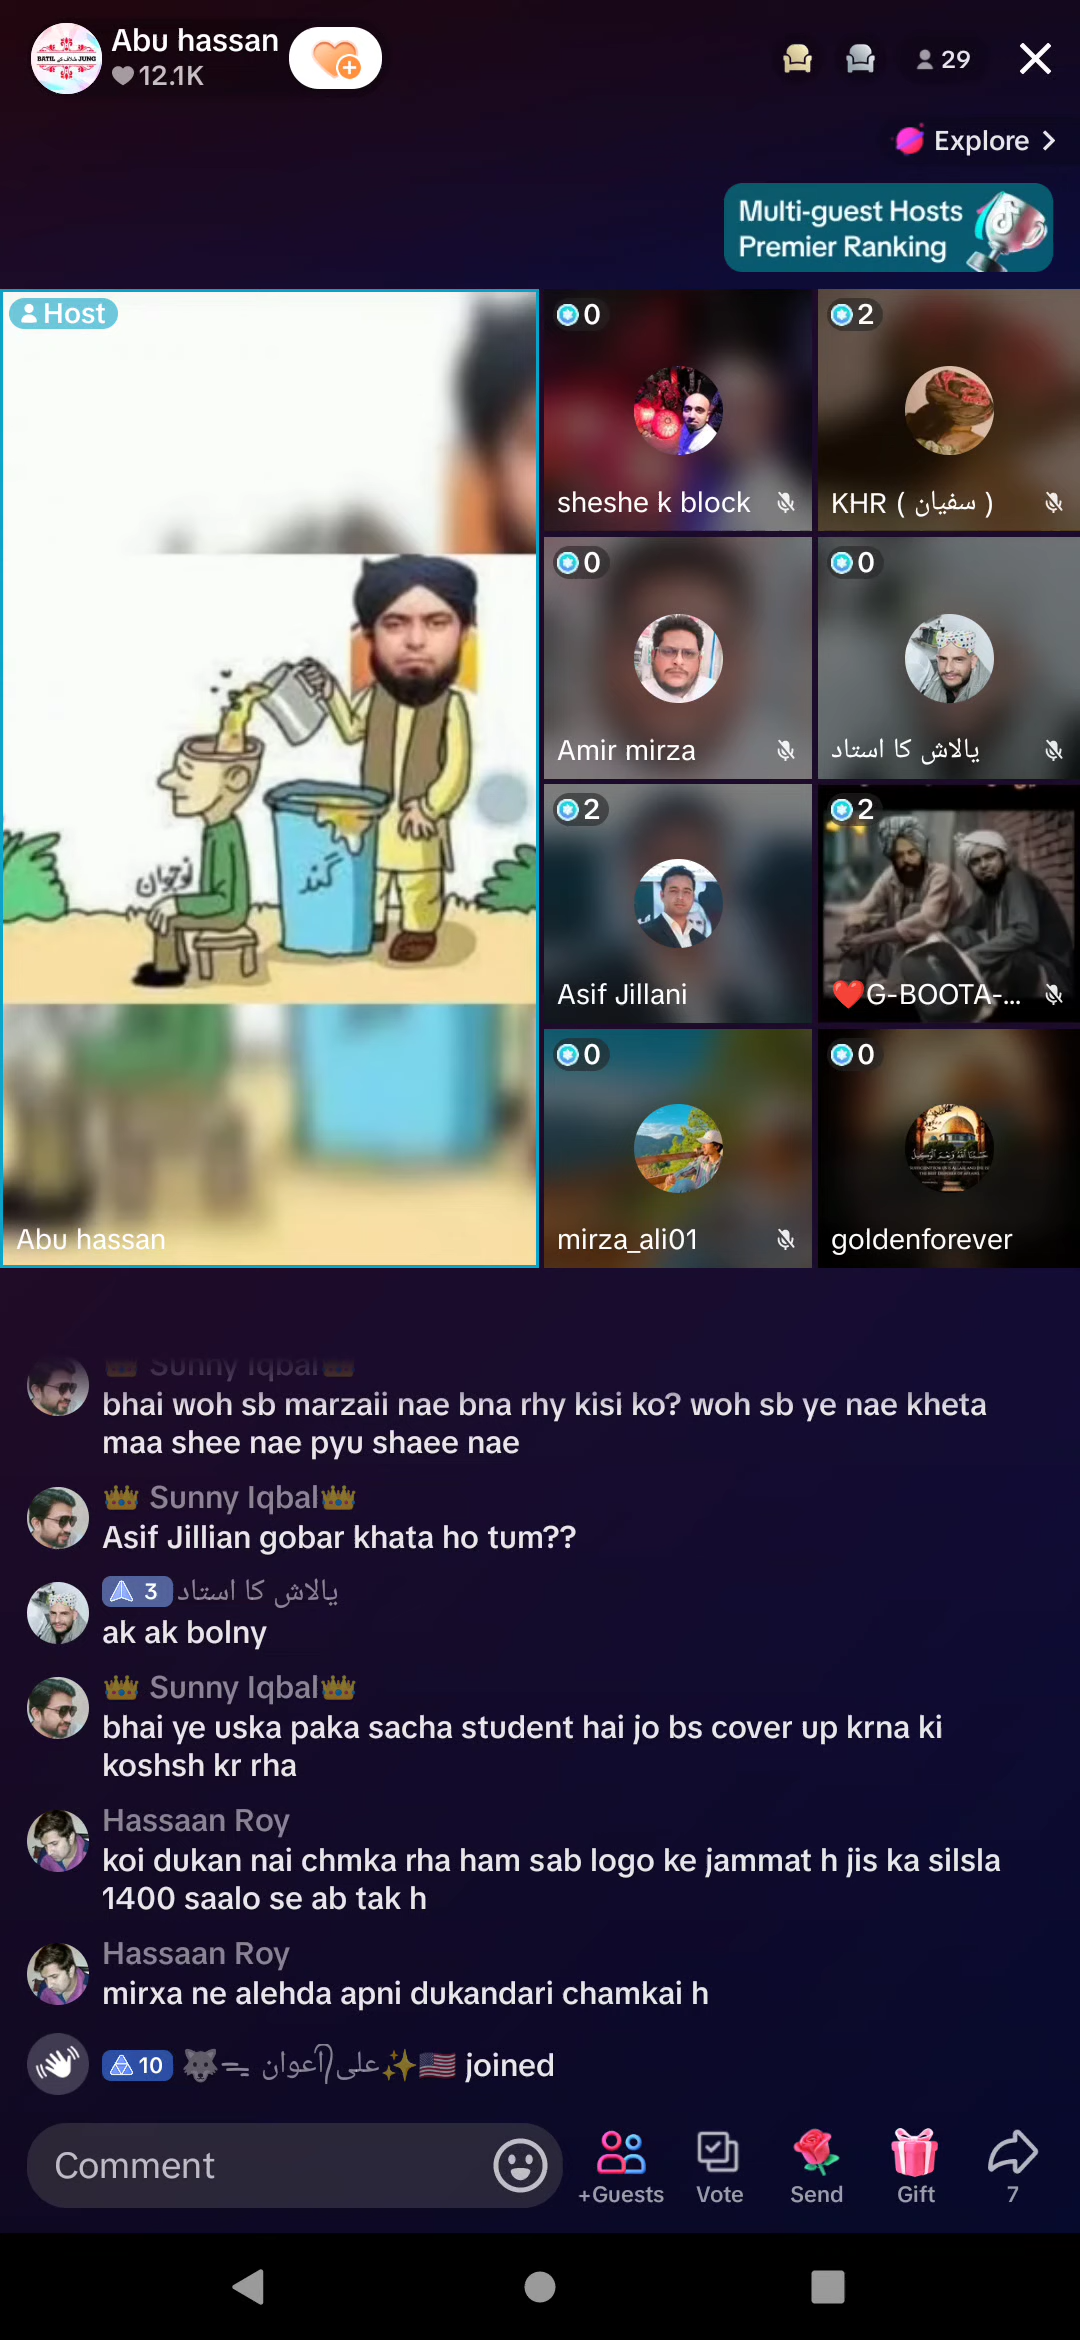 Abu hassan
12.1K
29
Explore
Multi-guest Hosts
Premier Ranking
Host
نوجوان
گند
Abu hassan
0
sheshe k block
2
KHR ( سفیان )
0
Amir mirza
0
یالاش کا استاد
2
Asif Jillani
2
❤️G-BOOTA-...
0
mirza_ali01
0
goldenforever
👑 Sunny Iqbal👑
bhai woh sb marzaii nae bna rhy kisi ko? woh sb ye nae kheta
maa shee nae pyu shaee nae
👑 Sunny Iqbal👑
Asif Jillian gobar khata ho tum??
3 یالاش کا استاد
ak ak bolny
👑 Sunny Iqbal👑
bhai ye uska paka sacha student hai jo bs cover up krna ki
koshsh kr rha
Hassaan Roy
koi dukan nai chmka rha ham sab logo ke jammat h jis ka silsla
1400 saalo se ab tak h
Hassaan Roy
mirxa ne alehda apni dukandari chamkai h
10 علی اعوان joined
Comment
+Guests
Vote
Send
Gift
7